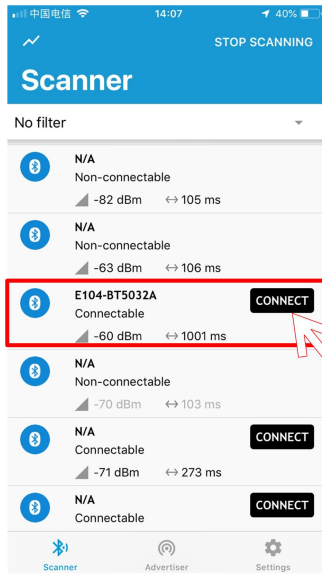 中国电信 14:07 40%
STOP SCANNING
Scanner
No filter
N/A
Non-connectable
-82 dBm 105 ms
N/A
Non-connectable
-63 dBm 106 ms
E104-BT5032A
CONNECT
Connectable
-60 dBm 1001 ms
N/A
Non-connectable
-70 dBm 103 ms
N/A
CONNECT
Connectable
-71 dBm 273 ms
N/A
CONNECT
Connectable
Scanner Advertiser Settings